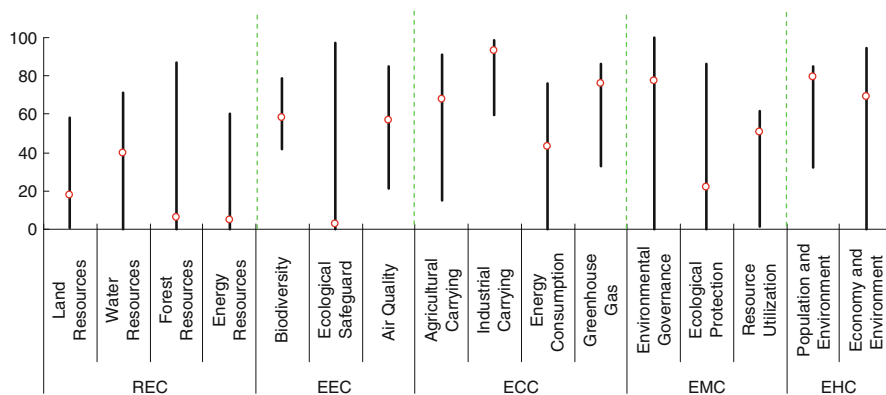 100
80
60
40
20
0
Land
Resources
Water
Resources
Forest
Resources
Energy
Resources
Biodiversity
Ecological
Safeguard
Air Quality
Agricultural
Carrying
Industrial
Carrying
Energy
Consumption
Greenhouse
Gas
Environmental
Governance
Ecological
Protection
Resource
Utilization
Population and
Environment
Economy and
Environment
REC
EEC
ECC
EMC
EHC